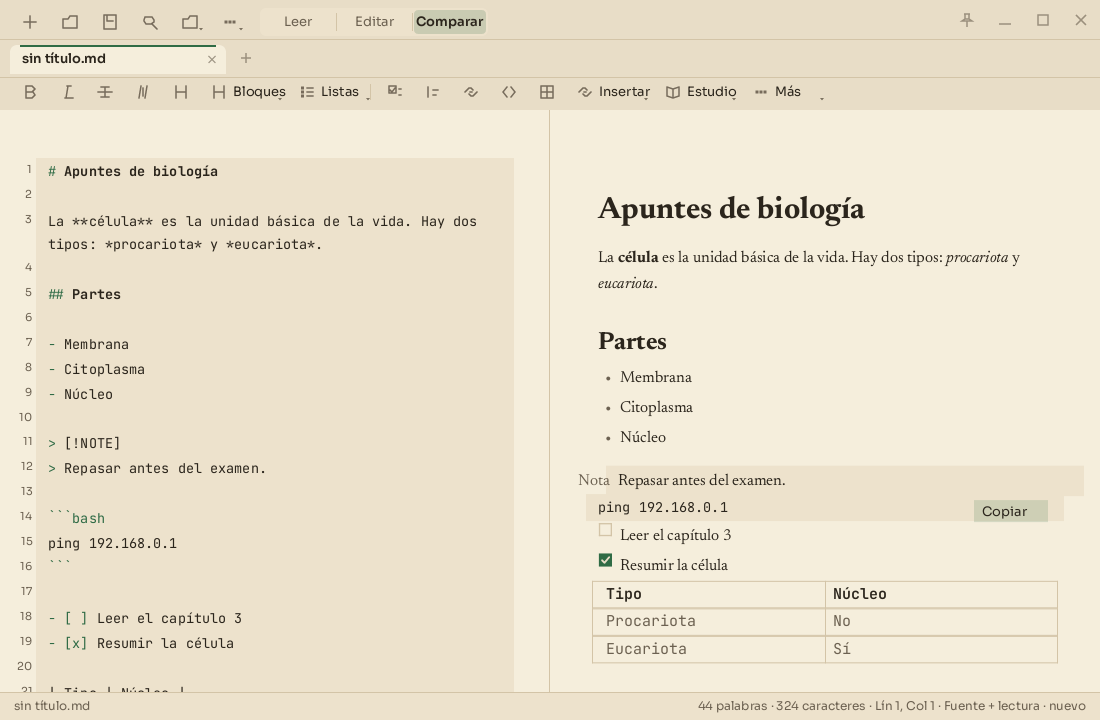 Leer
Editar
Comparar
sin título.md
Bloques
Listas
Insertar
Estudio
Más
1 # Apuntes de biología
2
3 La **célula** es la unidad básica de la vida. Hay dos
tipos: *procariota* y *eucariota*.
4
5 ## Partes
6
7 - Membrana
8 - Citoplasma
9 - Núcleo
10
11 > [!NOTE]
12 > Repasar antes del examen.
13
14 ```bash
15 ping 192.168.0.1
16 ```
17
18 - [ ] Leer el capítulo 3
19 - [x] Resumir la célula
20
21 | Tipo | Núcleo |
Apuntes de biología
La célula es la unidad básica de la vida. Hay dos tipos: procariota y
eucariota.
Partes
• Membrana
• Citoplasma
• Núcleo
Nota Repasar antes del examen.
ping 192.168.0.1
Copiar
Leer el capítulo 3
Resumir la célula
Tipo Núcleo
Procariota No
Eucariota Sí
sin título.md
44 palabras · 324 caracteres · Lín 1, Col 1 · Fuente + lectura · nuevo